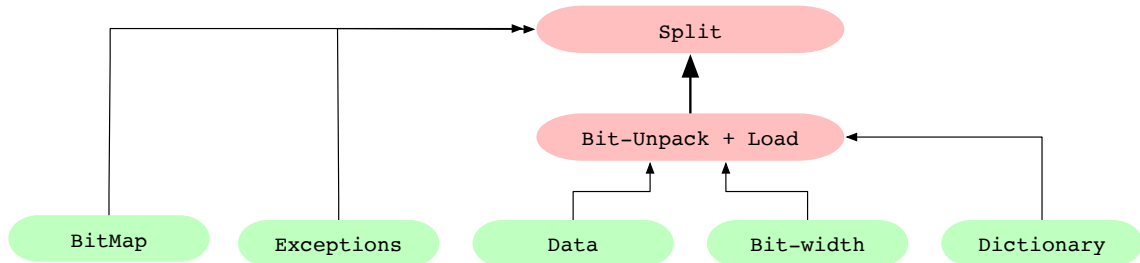 Split
Bit-Unpack + Load
BitMap
Exceptions
Data
Bit-width
Dictionary